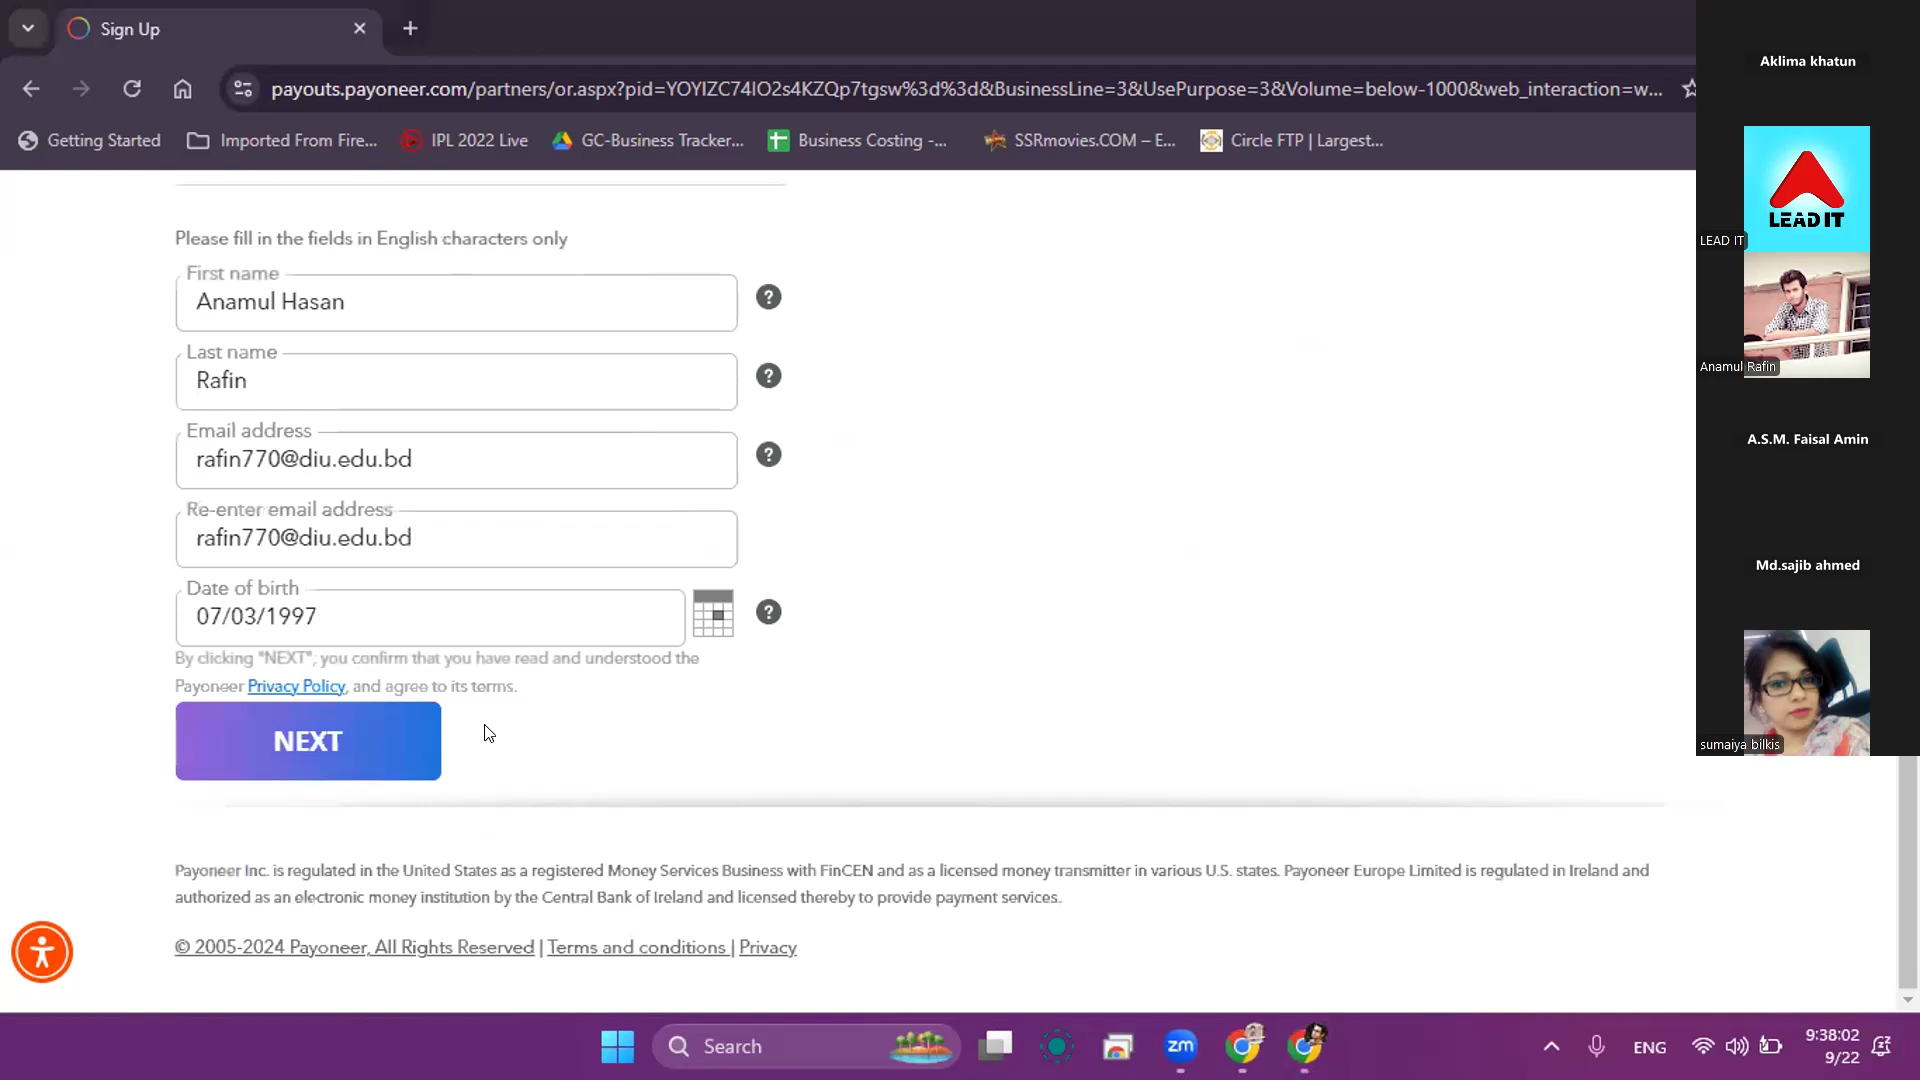 Sign Up
payouts.payoneer.com/partners/or.aspx?pid=YOYIZC74IO2s4KZQp7tgsw%3d%3d&BusinessLine=3&UsePurpose=3&Volume=below-1000&web_interaction=w...
Getting Started
Imported From Fire...
IPL 2022 Live
GC-Business Tracker...
Business Costing -...
SSRmovies.COM – E...
Circle FTP | Largest...
Please fill in the fields in English characters only
First name
Anamul Hasan
Last name
Rafin
Email address
rafin770@diu.edu.bd
Re-enter email address
rafin770@diu.edu.bd
Date of birth
07/03/1997
By clicking "NEXT", you confirm that you have read and understood the
Payoneer Privacy Policy, and agree to its terms.
NEXT
Payoneer Inc. is regulated in the United States as a registered Money Services Business with FinCEN and as a licensed money transmitter in various U.S. states. Payoneer Europe Limited is regulated in Ireland and
authorized as an electronic money institution by the Central Bank of Ireland and licensed thereby to provide payment services.
© 2005-2024 Payoneer, All Rights Reserved | Terms and conditions | Privacy
Aklima khatun
LEAD IT
LEAD IT
Anamul Rafin
A.S.M. Faisal Amin
Md.sajib ahmed
sumaiya bilkis
Search
zm
ENG
9:38:02
9/22